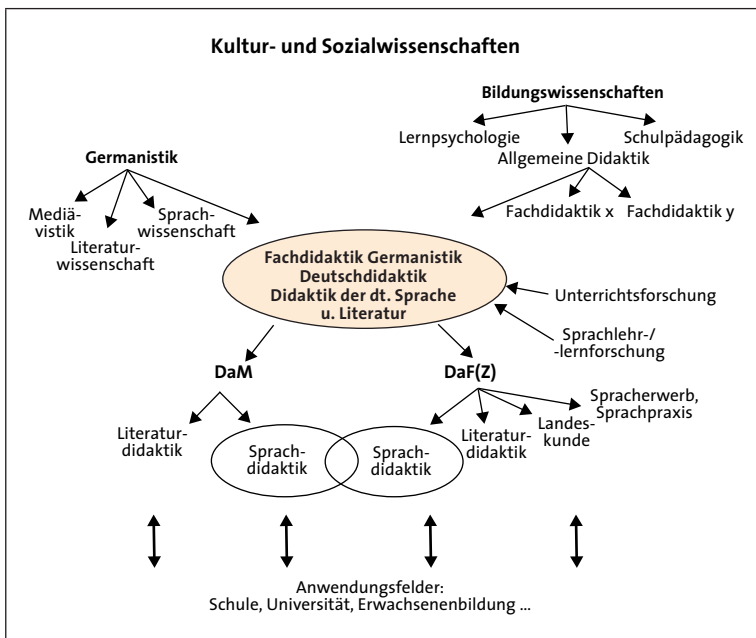 Kultur- und Sozialwissenschaften
Bildungswissenschaften
Lernpsychologie
Schulpädagogik
Allgemeine Didaktik
Fachdidaktik x
Fachdidaktik y
Germanistik
Mediä-
vistik
Literatur-
wissenschaft
Sprach-
wissenschaft
Fachdidaktik Germanistik
Deutschdidaktik
Didaktik der dt. Sprache
u. Literatur
Unterrichtsforschung
Sprachlehr-/
-lernforschung
DaM
Literatur-
didaktik
Sprach-
didaktik
DaF(Z)
Sprach-
didaktik
Literatur-
didaktik
Landes-
kunde
Spracherwerb,
Sprachpraxis
Anwendungsfelder:
Schule, Universität, Erwachsenenbildung ...